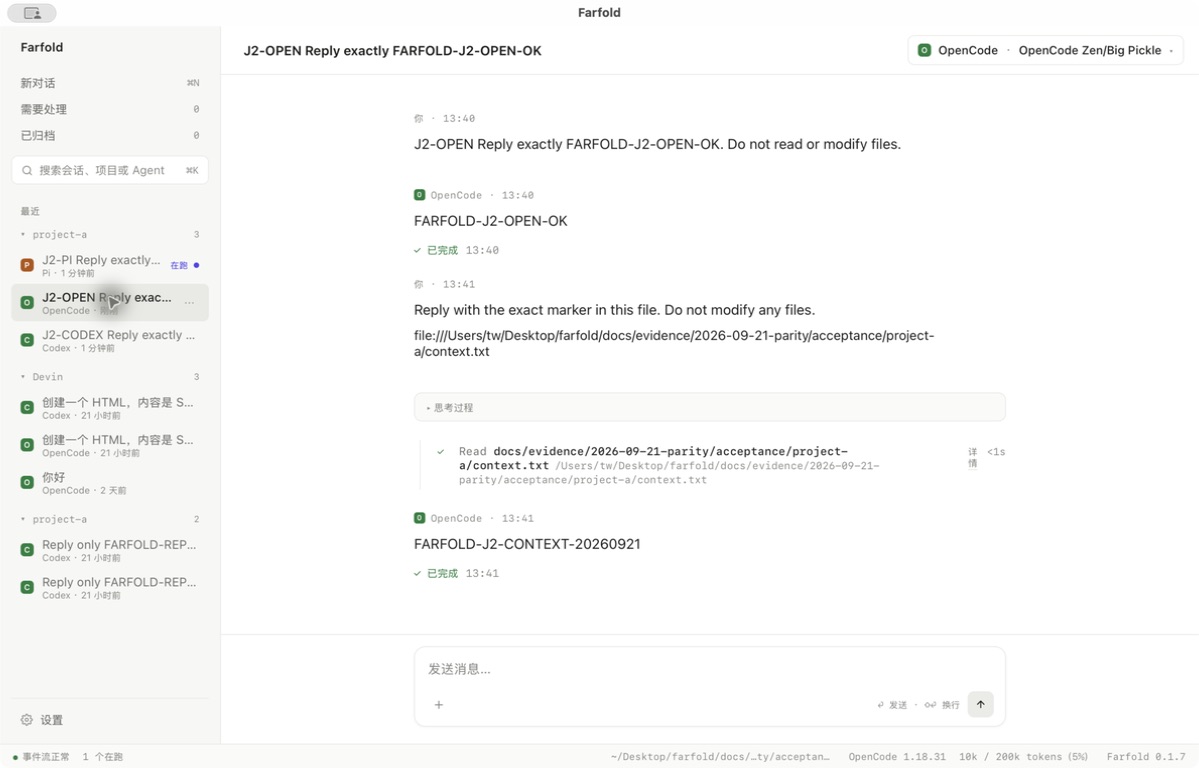 Farfold
Farfold
新对话 ⌘N
需要处理 0
已归档 0
搜索会话、项目或 Agent ⌘K
最近
project-a 3
P J2-PI Reply exactly... 在跑
Pi · 1 分钟前
O J2-OPEN Reply exac... ...
OpenCode ·
C J2-CODEX Reply exactly ...
Codex · 1 分钟前
Devin 3
C 创建一个 HTML，内容是 S...
Codex · 21 小时前
O 创建一个 HTML，内容是 S...
OpenCode · 21 小时前
O 你好
OpenCode · 2 天前
project-a 2
C Reply only FARFOLD-REP...
Codex · 21 小时前
C Reply only FARFOLD-REP...
Codex · 21 小时前
设置
J2-OPEN Reply exactly FARFOLD-J2-OPEN-OK
O OpenCode · OpenCode Zen/Big Pickle
你 · 13:40
J2-OPEN Reply exactly FARFOLD-J2-OPEN-OK. Do not read or modify files.
O OpenCode · 13:40
FARFOLD-J2-OPEN-OK
✓ 已完成 13:40
你 · 13:41
Reply with the exact marker in this file. Do not modify any files.
file:///Users/tw/Desktop/farfold/docs/evidence/2026-09-21-parity/acceptance/project-
a/context.txt
▸ 思考过程
✓ Read docs/evidence/2026-09-21-parity/acceptance/project- 详情 <1s
a/context.txt /Users/tw/Desktop/farfold/docs/evidence/2026-09-21-
parity/acceptance/project-a/context.txt
O OpenCode · 13:41
FARFOLD-J2-CONTEXT-20260921
✓ 已完成 13:41
发送消息...
+ ⏎ 发送 · ⇧⏎ 换行 ↑
事件流正常 1 个在跑 ~/Desktop/farfold/docs/…ty/acceptan… OpenCode 1.18.31 10k / 200k tokens (5%) Farfold 0.1.7